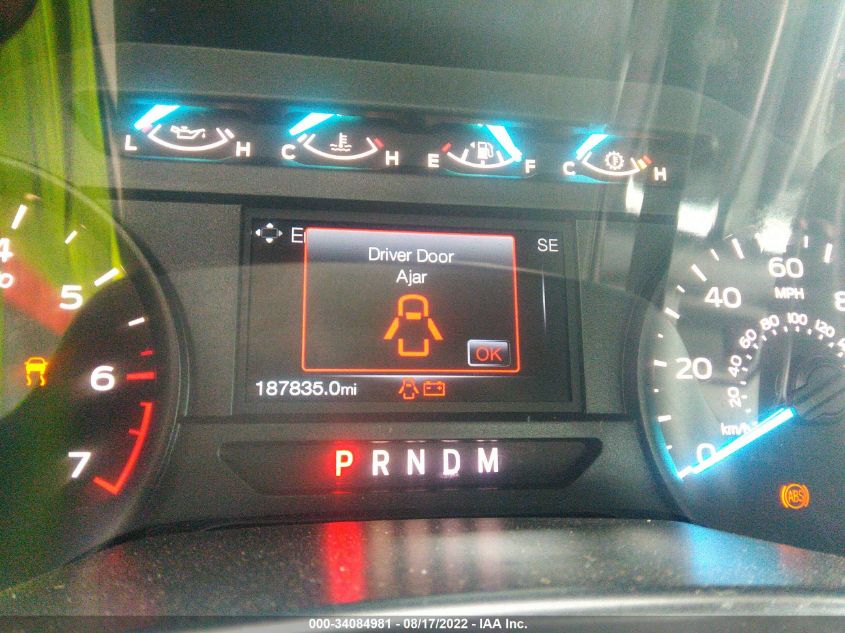 L H C H E F C H
E
Driver Door
Ajar
SE
OK
187835.0mi
4
5
6
7
P R N D M
0 20 40 60 8
MPH
20 40 60 80 100 120
km/h
ABS
000-34084981 - 08/17/2022 - IAA Inc.